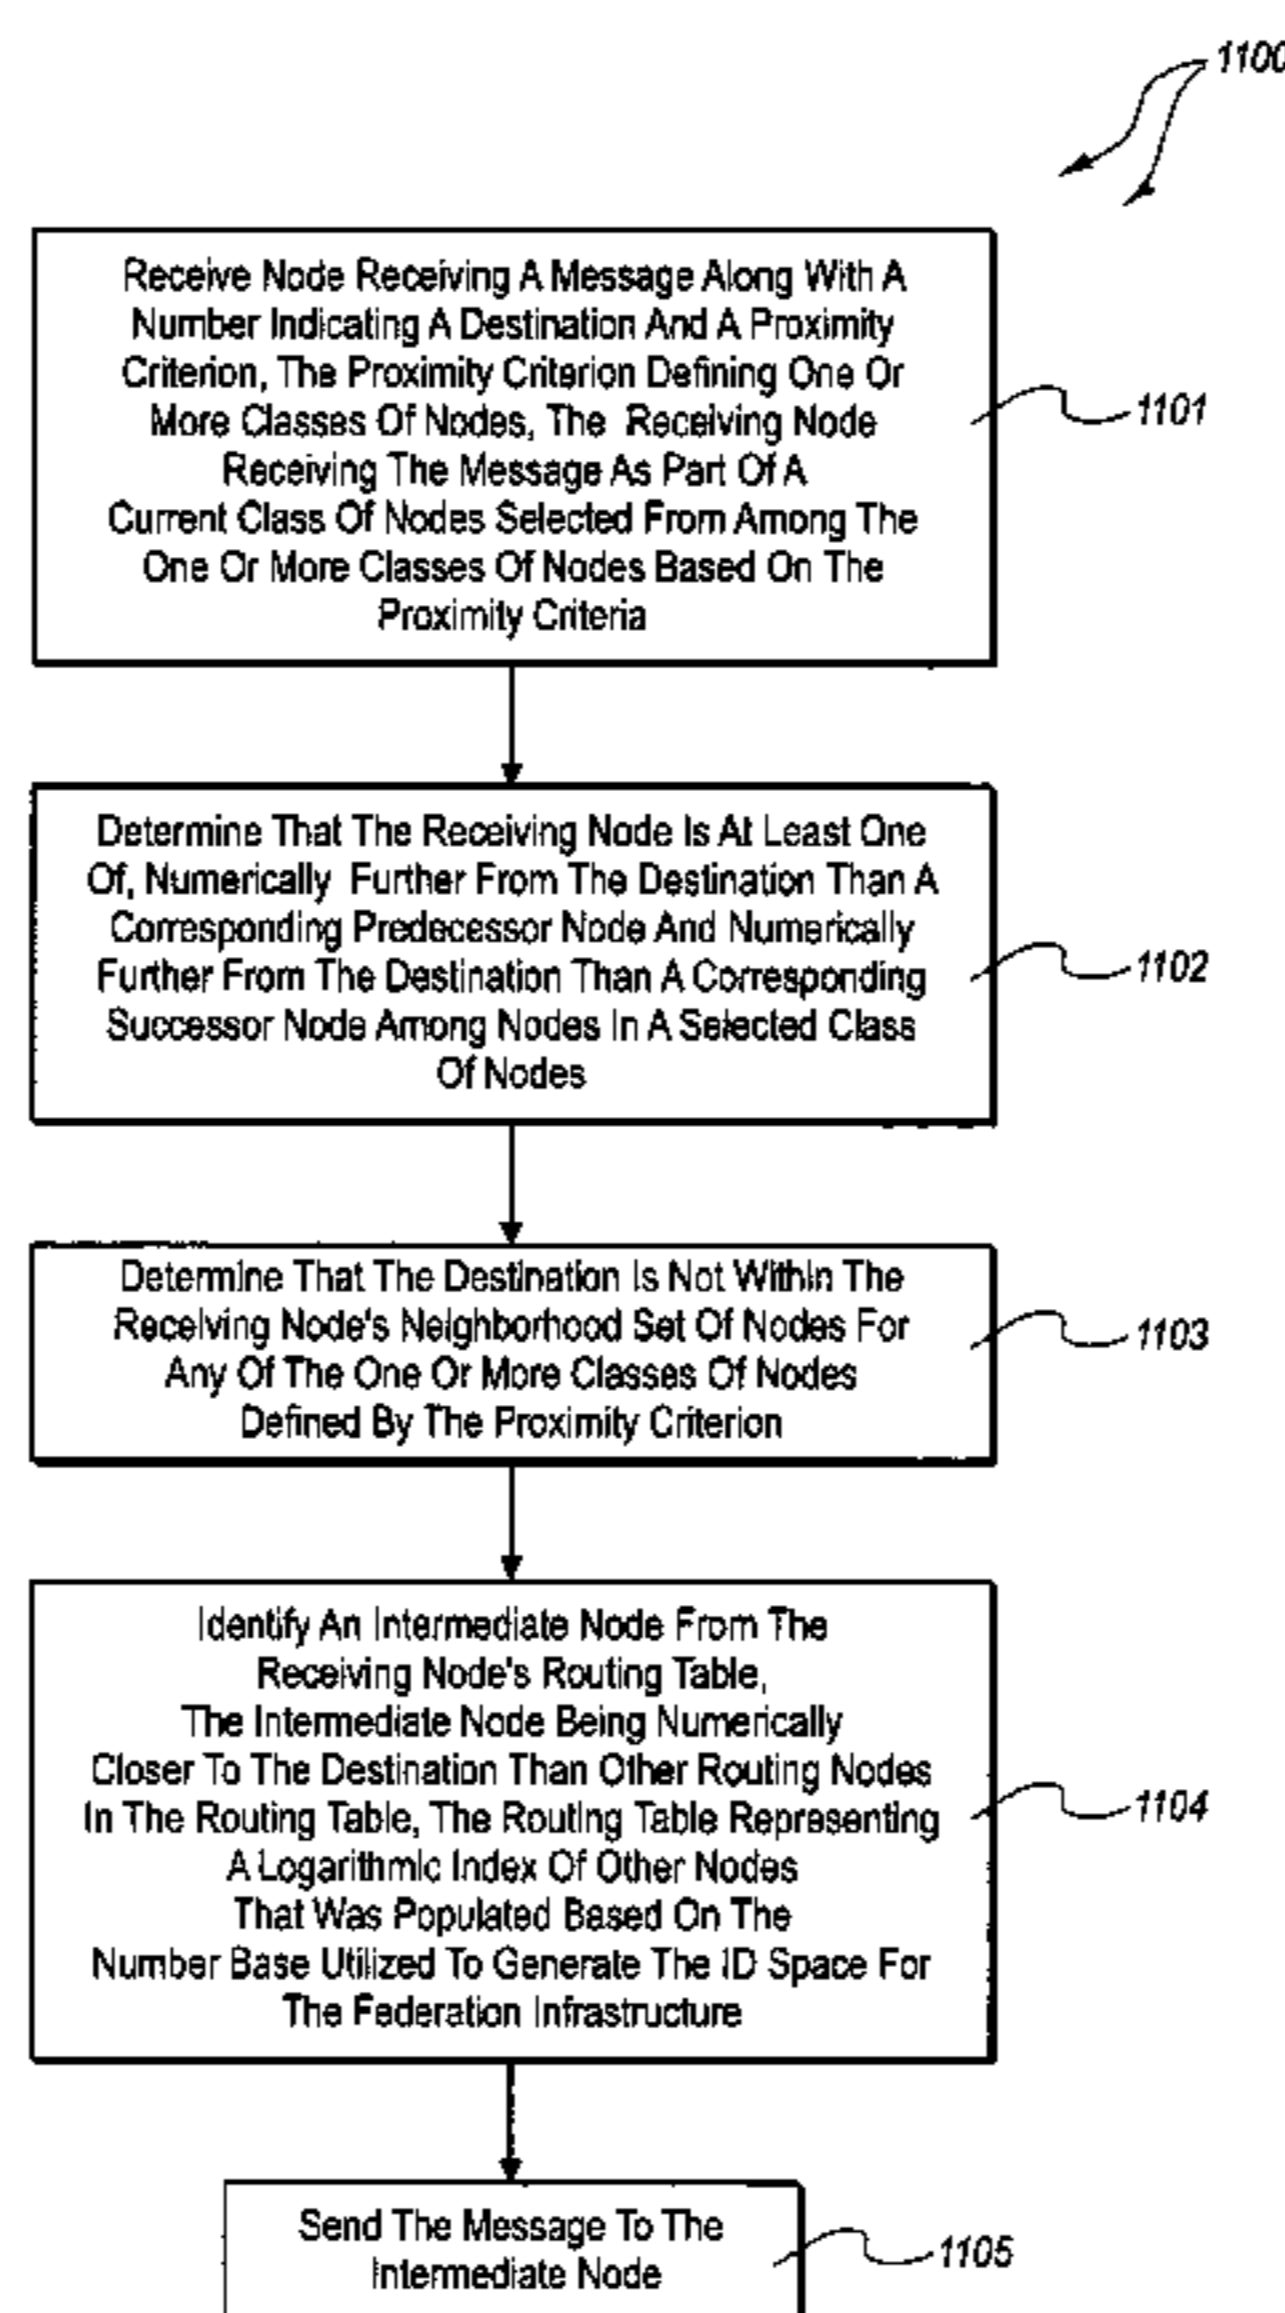 1100
Receive Node Receiving A Message Along With A
Number Indicating A Destination And A Proximity
Criterion, The Proximity Criterion Defining One Or
More Classes Of Nodes, The Receiving Node
Receiving The Message As Part Of A
Current Class Of Nodes Selected From Among The
One Or More Classes Of Nodes Based On The
Proximity Criteria
1101
Determine That The Receiving Node Is At Least One
Of, Numerically Further From The Destination Than A
Corresponding Predecessor Node And Numerically
Further From The Destination Than A Corresponding
Successor Node Among Nodes In A Selected Class
Of Nodes
1102
Determine That The Destination Is Not Within The
Receiving Node's Neighborhood Set Of Nodes For
Any Of The One Or More Classes Of Nodes
Defined By The Proximity Criterion
1103
Identify An Intermediate Node From The
Receiving Node's Routing Table,
The Intermediate Node Being Numerically
Closer To The Destination Than Other Routing Nodes
In The Routing Table, The Routing Table Representing
A Logarithmic Index Of Other Nodes
That Was Populated Based On The
Number Base Utilized To Generate The ID Space For
The Federation Infrastructure
1104
Send The Message To The
Intermediate Node
1105